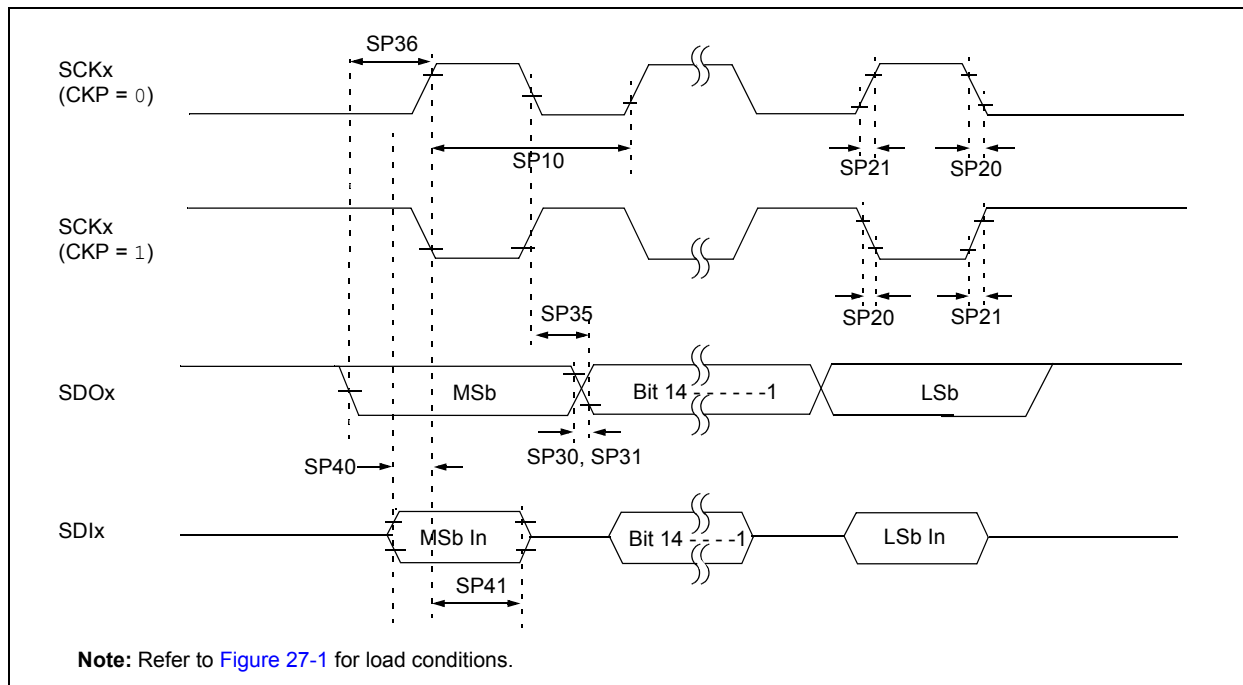 SP36
SCKx
(CKP = 0)
SP10
SP21
SP20
SCKx
(CKP = 1)
SP35
SP20
SP21
SDOx
MSb
Bit 14 - - - - - -1
LSb
SP30, SP31
SP40
SDIx
MSb In
Bit 14 - - - - -1
LSb In
SP41
Note: Refer to Figure 27-1 for load conditions.